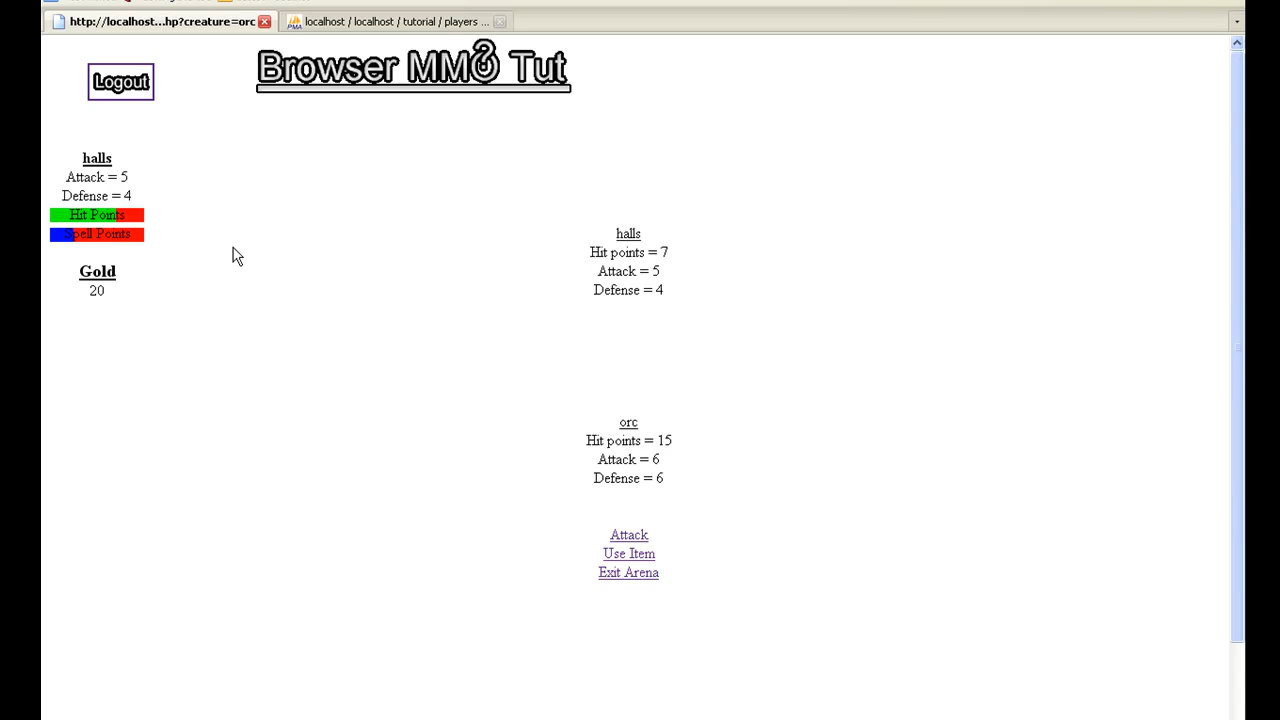 http://localhost...hp?creature=orc
localhost / localhost / tutorial / players ...
Browser MMO Tut
Logout
halls
Attack = 5
Defense = 4
Hit Points
Spell Points
Gold
20
halls
Hit points = 7
Attack = 5
Defense = 4
orc
Hit points = 15
Attack = 6
Defense = 6
Attack
Use Item
Exit Arena